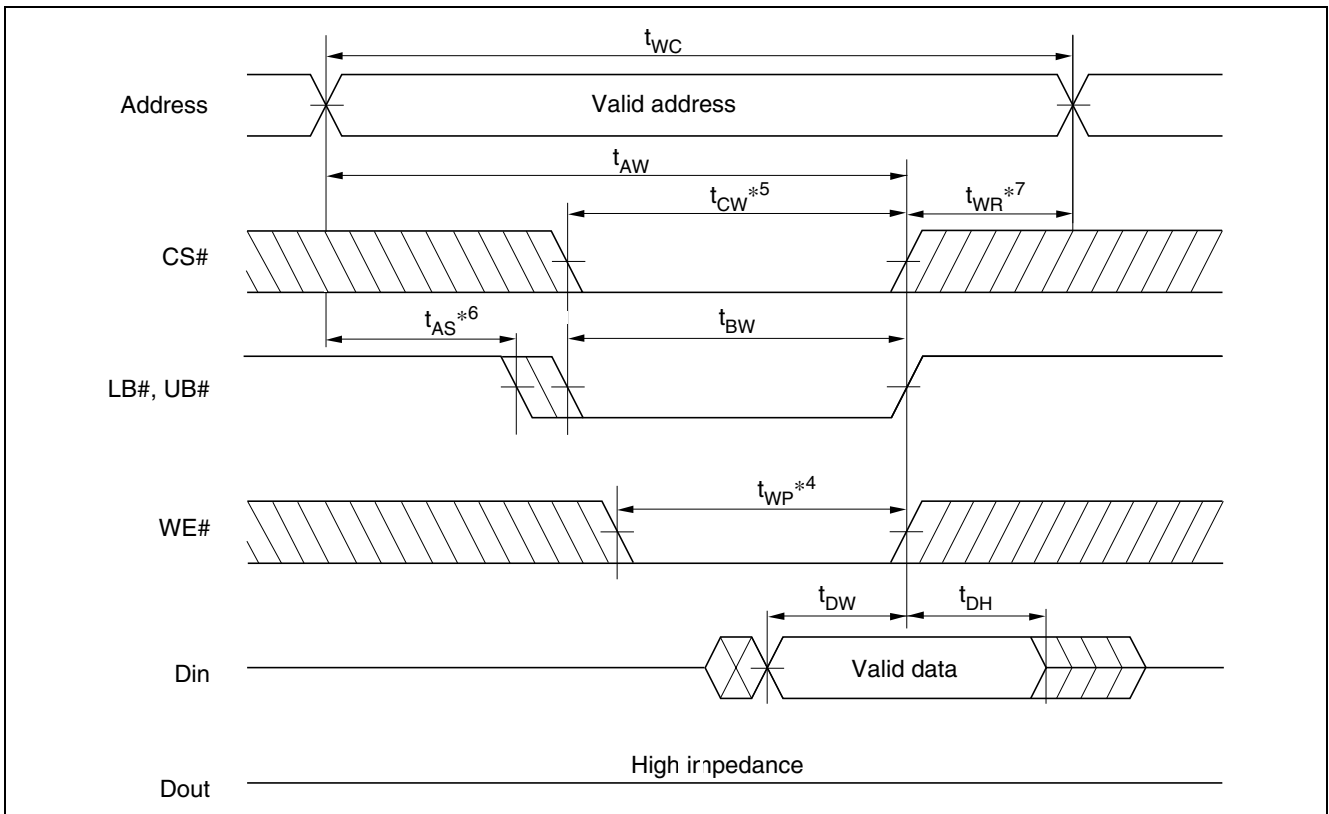 tWC
Address
Valid address
tAW
tCW*5
tWR*7
CS#
tAS*6
tBW
LB#, UB#
tWP*4
WE#
tDW
tDH
Din
Valid data
High impedance
Dout